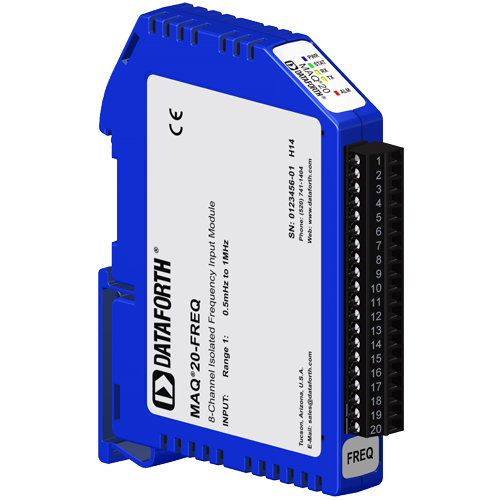 PWR
STAT
RX
TX
ALM
MAQ®20
DATAFORTH®
CE
DATAFORTH®
MAQ®20-FREQ
8-Channel Isolated Frequency Input Module
INPUT: Range 1: 0.5mHz to 1MHz
SN: 0123456-01 H14
Phone: (520) 741-1404
Web: www.dataforth.com
Tucson, Arizona, U.S.A.
E-Mail: sales@dataforth.com
1
2
3
4
5
6
7
8
9
10
11
12
13
14
15
16
17
18
19
20
FREQ